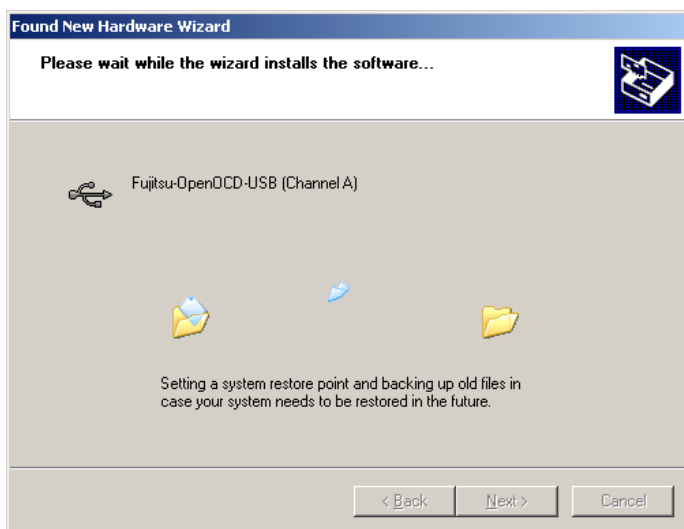 Found New Hardware Wizard
Please wait while the wizard installs the software...
Fujitsu-OpenOCD-USB (Channel A)
Setting a system restore point and backing up old files in
case your system needs to be restored in the future.
< Back
Next >
Cancel